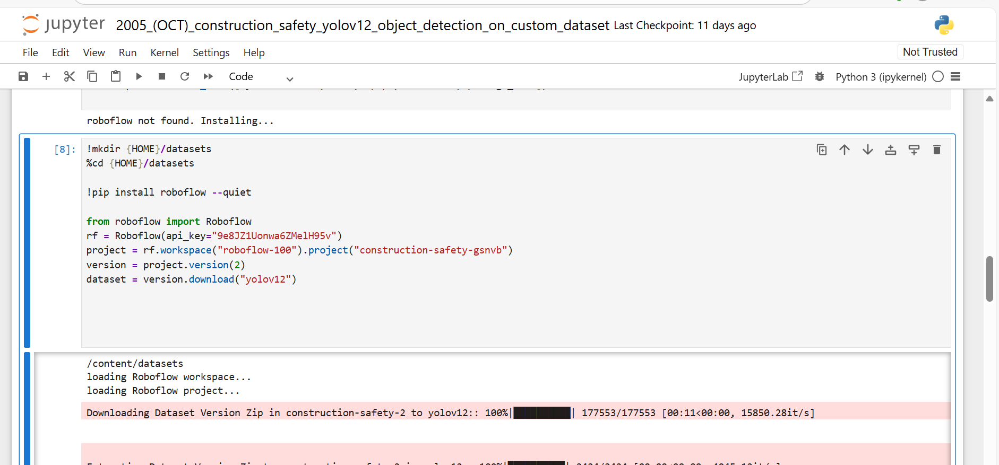 jupyter 2005_(OCT)_construction_safety_yolov12_object_detection_on_custom_dataset Last Checkpoint: 11 days ago
File Edit View Run Kernel Settings Help Not Trusted
Code JupyterLab Python 3 (ipykernel)
roboflow not found. Installing...
[8]: !mkdir {HOME}/datasets
%cd {HOME}/datasets
!pip install roboflow --quiet
from roboflow import Roboflow
rf = Roboflow(api_key="9e8JZ1Uonwa6ZMelH95v")
project = rf.workspace("roboflow-100").project("construction-safety-gsnvb")
version = project.version(2)
dataset = version.download("yolov12")
/content/datasets
loading Roboflow workspace...
loading Roboflow project...
Downloading Dataset Version Zip in construction-safety-2 to yolov12:: 100%|██████████| 177553/177553 [00:11<00:00, 15850.28it/s]